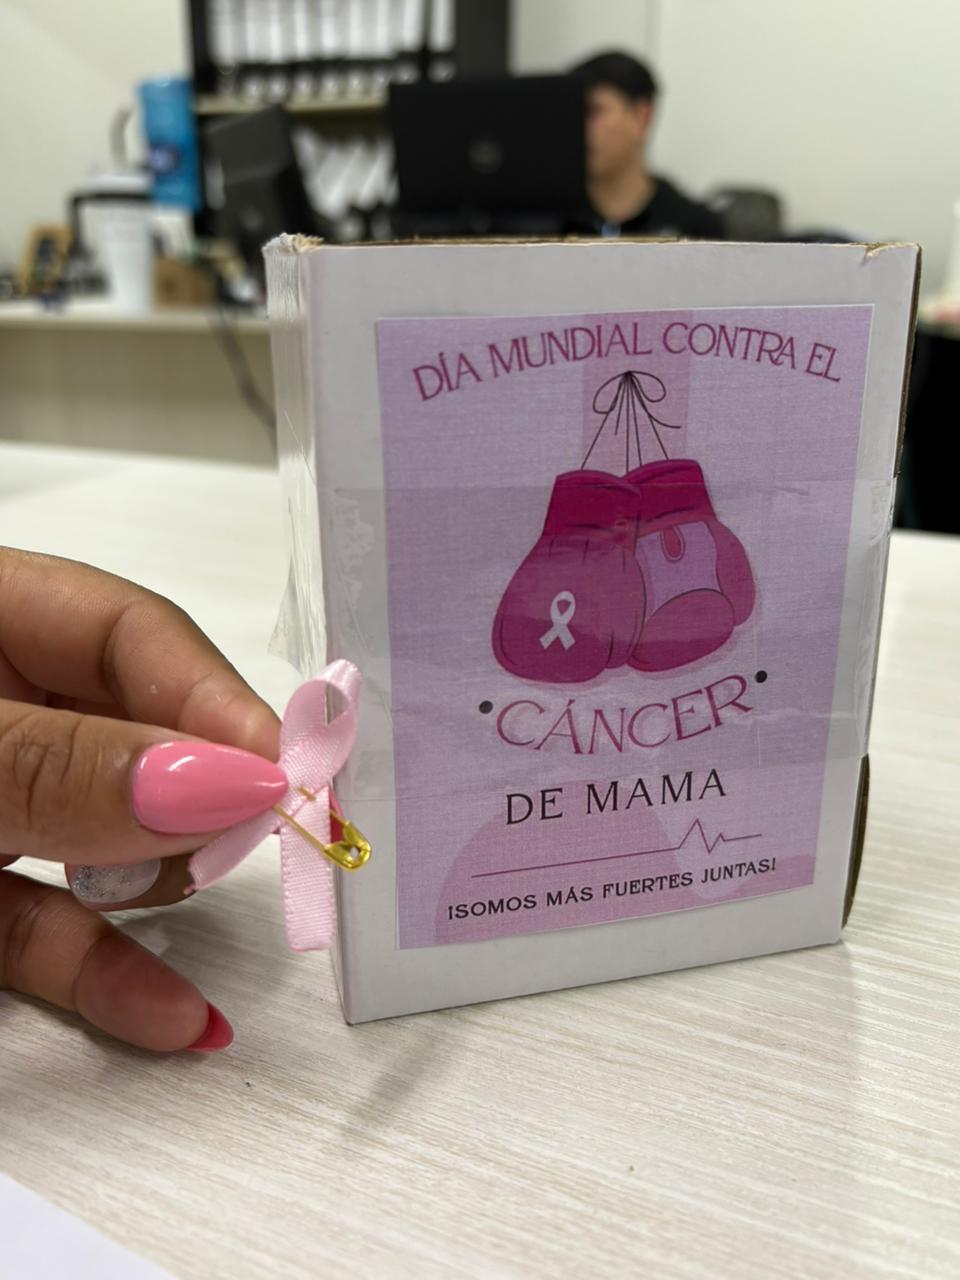 DÍA MUNDIAL CONTRA EL
•CÁNCER•
DE MAMA
¡SOMOS MÁS FUERTES JUNTAS!